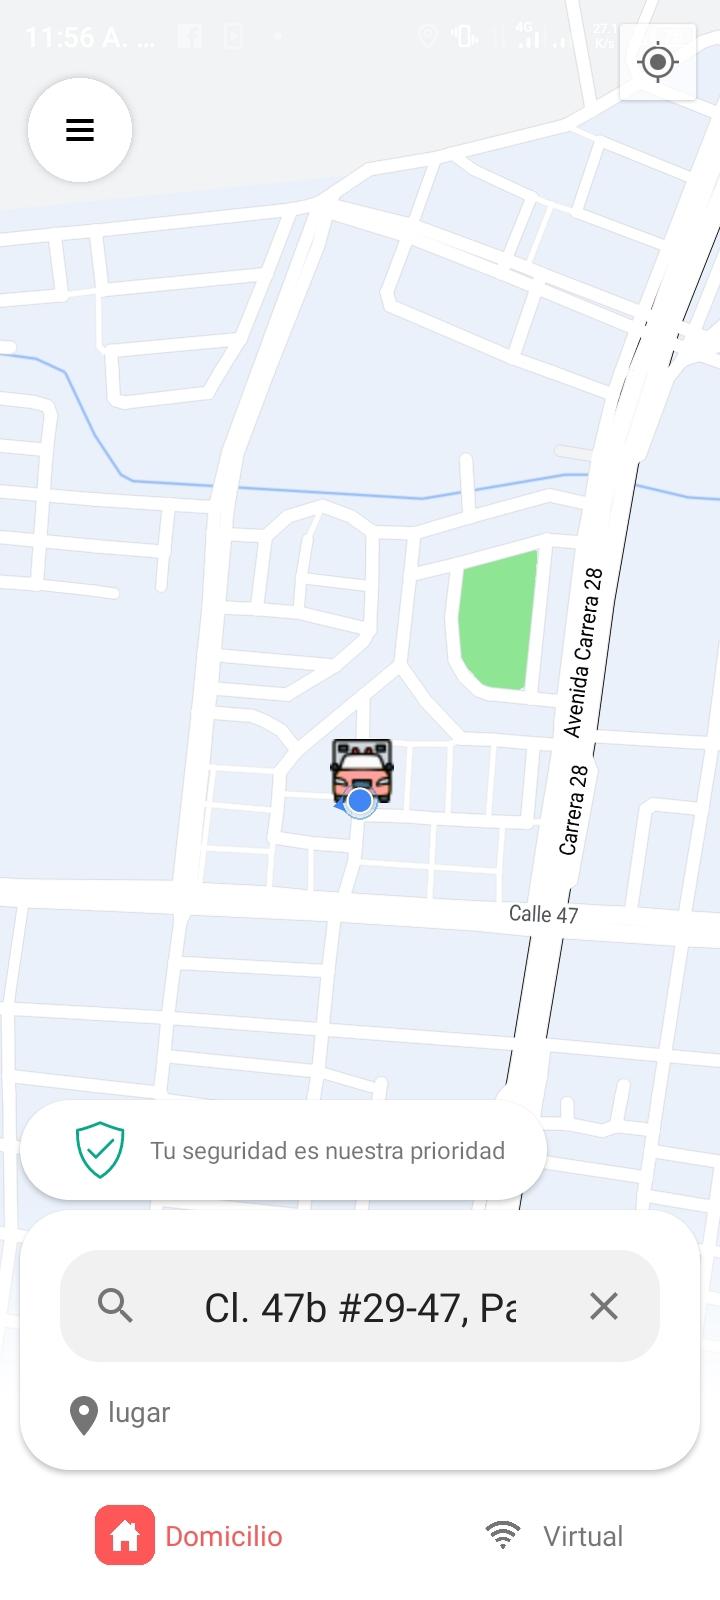 11:56 A. ...
4G
27.1
K/s
Avenida Carrera 28
Carrera 28
Calle 47
Tu seguridad es nuestra prioridad
Cl. 47b #29-47, Pa
lugar
Domicilio
Virtual